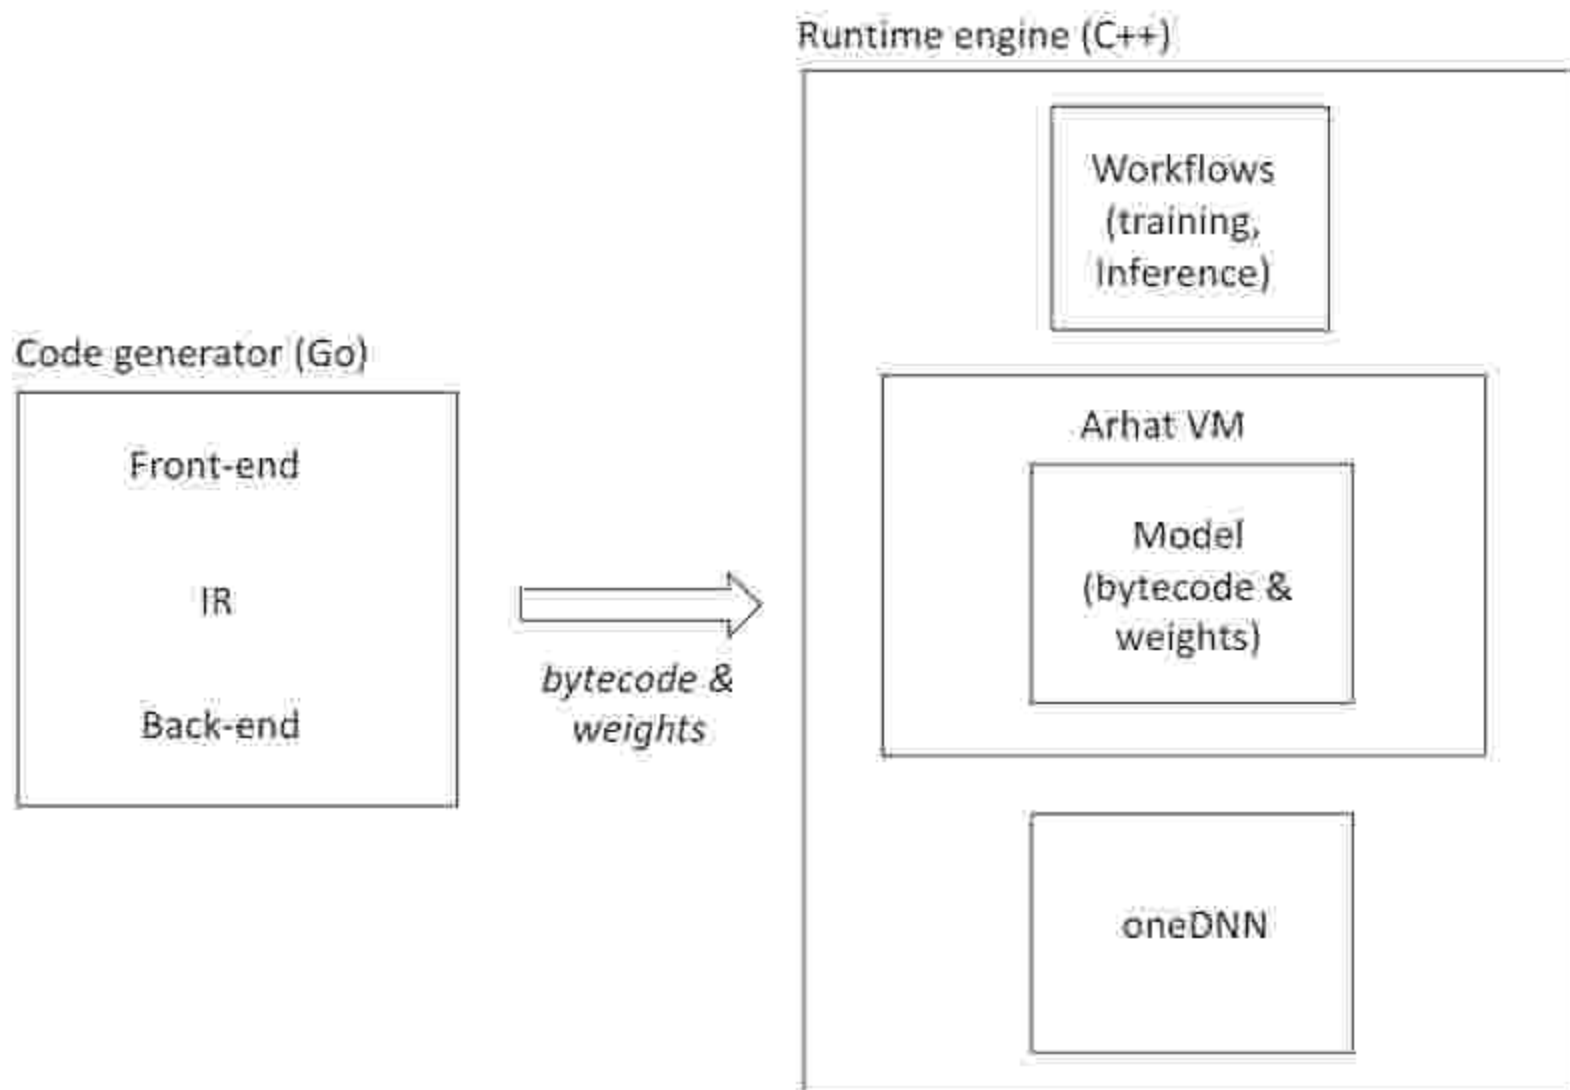 Runtime engine (C++)
Workflows
(training,
Inference)
Code generator (Go)
Front-end
IR
Back-end
bytecode &
weights
Arhat VM
Model
(bytecode &
weights)
oneDNN